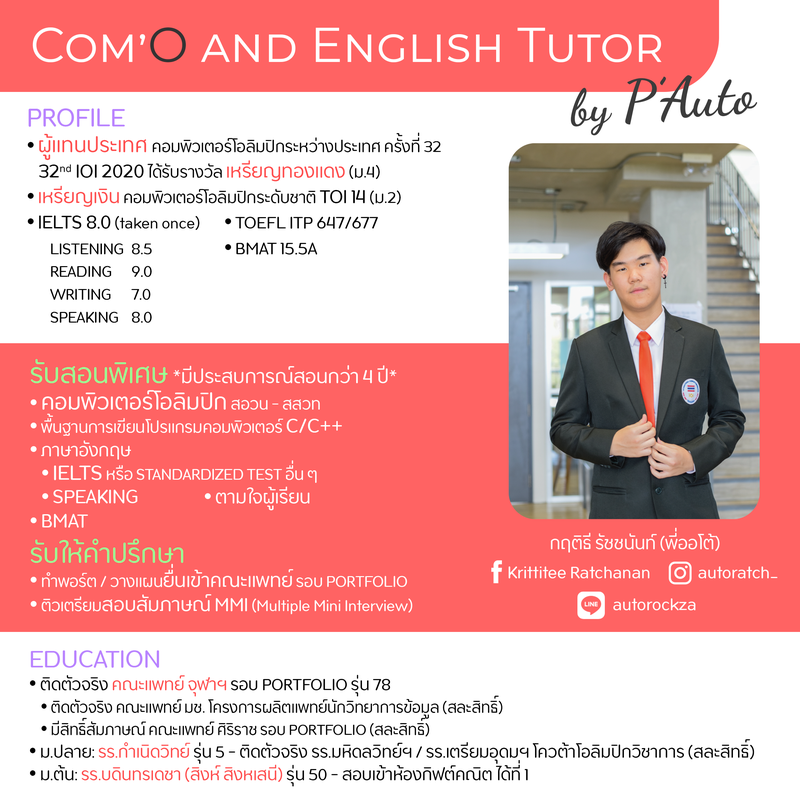 COM'O AND ENGLISH TUTOR
by P'Auto
PROFILE
• ผู้แทนประเทศ คอมพิวเตอร์โอลิมปิกระหว่างประเทศ ครั้งที่ 32
32nd IOI 2020 ได้รับรางวัล เหรียญทองแดง (ม.4)
• เหรียญเงิน คอมพิวเตอร์โอลิมปิกระดับชาติ TOI 14 (ม.2)
• IELTS 8.0 (taken once) • TOEFL ITP 647/677
LISTENING 8.5 • BMAT 15.5A
READING 9.0
WRITING 7.0
SPEAKING 8.0
รับสอนพิเศษ *มีประสบการณ์สอนกว่า 4 ปี*
• คอมพิวเตอร์โอลิมปิก สอวน - สสวท
• พื้นฐานการเขียนโปรแกรมคอมพิวเตอร์ C/C++
• ภาษาอังกฤษ
• IELTS หรือ STANDARDIZED TEST อื่น ๆ
• SPEAKING • ตามใจผู้เรียน
• BMAT
รับให้คำปรึกษา
• ทำพอร์ต / วางแผนยื่นเข้าคณะแพทย์ รอบ PORTFOLIO
• ติวเตรียมสอบสัมภาษณ์ MMI (Multiple Mini Interview)
กฤติธี รัชชนันท์ (พี่ออโต้)
f Krittitee Ratchanan autoratch_
LINE autorockza
EDUCATION
• ติดตัวจริง คณะแพทย์ จุฬาฯ รอบ PORTFOLIO รุ่น 78
• ติดตัวจริง คณะแพทย์ มช. โครงการผลิตแพทย์นักวิทยาการข้อมูล (สละสิทธิ์)
• มีสิทธิ์สัมภาษณ์ คณะแพทย์ ศิริราช รอบ PORTFOLIO (สละสิทธิ์)
• ม.ปลาย: รร.กำเนิดวิทย์ รุ่น 5 - ติดตัวจริง รร.มหิดลวิทย์ฯ / รร.เตรียมอุดมฯ โควต้าโอลิมปิกวิชาการ (สละสิทธิ์)
• ม.ต้น: รร.บดินทรเดชา (สิงห์ สิงหเสนี) รุ่น 50 - สอบเข้าห้องกิฟต์คณิต ได้ที่ 1